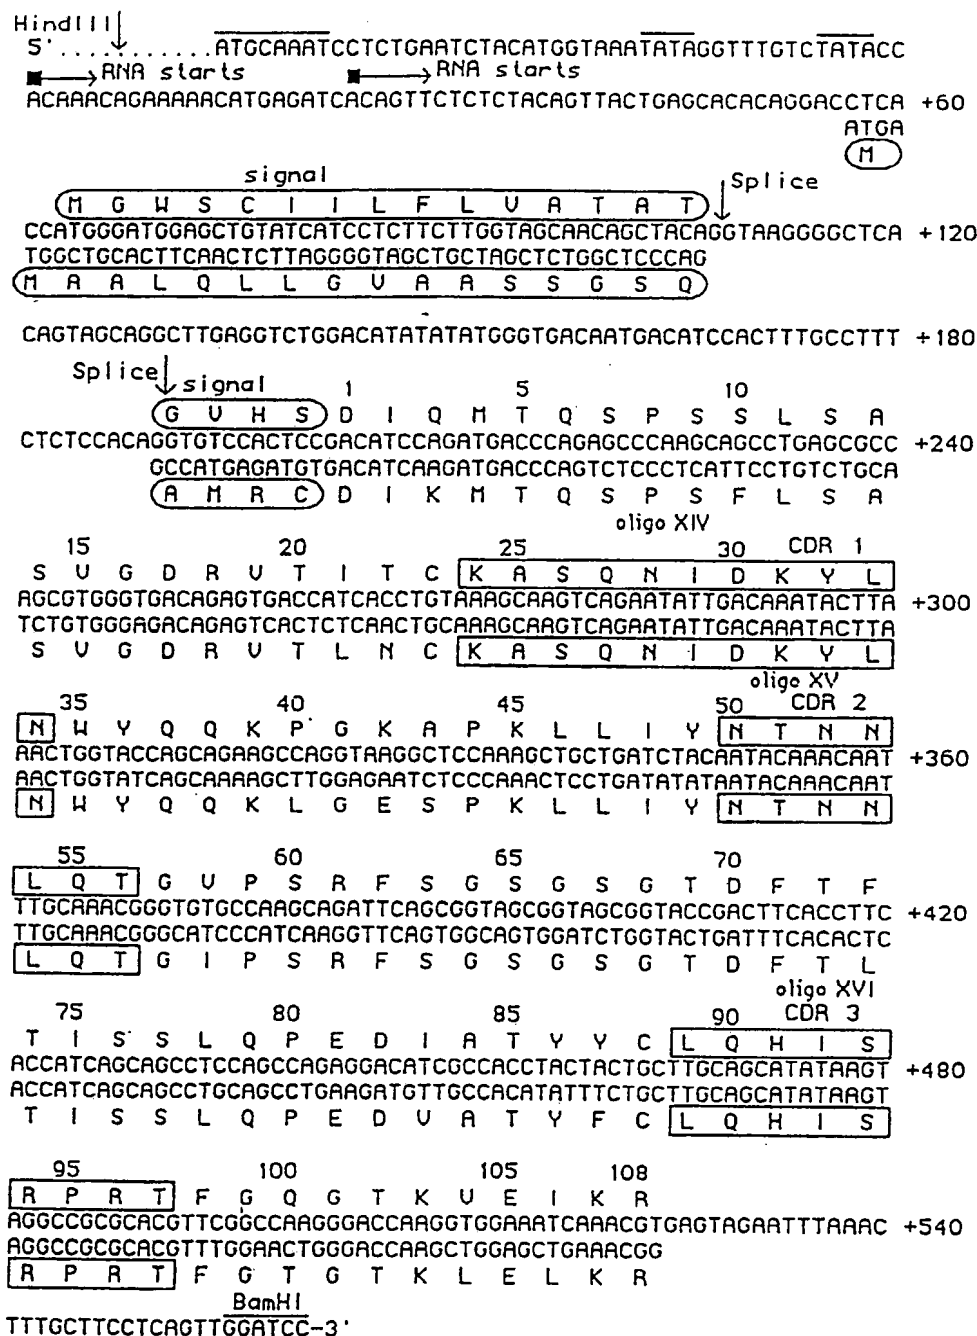 HindIII
5'............ATGCAAATCCTCTGAATCTACATGGTAAATATAGGTTTGTCTATACC
RNA starts RNA starts
ACAAACAGAAAAACATGAGATCACAGTTCTCTCTACAGTTACTGAGCACACAGGACCTCA +60
ATGA
M
signal Splice
M G W S C I I L F L V A T A T
CCATGGGATGGAGCTGTATCATCCTCTTCTTGGTAGCAACAGCTACAGGTAAGGGGCTCA +120
TGGCTGCACTTCAACTCTTAGGGGTAGCTGCTAGCTCTGGCTCCCAG
M A A L Q L L G V A A S S G S Q
CAGTAGCAGGCTTGAGGTCTGGACATATATATGGGTGACAATGACATCCACTTTGCCTTT +180
Splice signal 1 5 10
G V H S D I Q M T Q S P S S L S A
CTCTCCACAGGTGTCCACTCCGACATCCAGATGACCCAGAGCCCAAGCAGCCTGAGCGCC +240
GCCATGAGATGTGACATCAAGATGACCCAGTCTCCCTCATTCCTGTCTGCA
A M R C D I K M T Q S P S F L S A
oligo XIV
15 20 25 30 CDR 1
S V G D R V T I T C K A S Q N I D K Y L
AGCGTGGGTGACAGAGTGACCATCACCTGTAAAGCAAGTCAGAATATTGACAAATACTTA +300
TCTGTGGGAGACAGAGTCACTCTCAACTGCAAAGCAAGTCAGAATATTGACAAATACTTA
S V G D R V T L N C K A S Q N I D K Y L
oligo XV
35 40 45 50 CDR 2
N W Y Q Q K P G K A P K L L I Y N T N N
AACTGGTACCAGCAGAAGCCAGGTAAGGCTCCAAAGCTGCTGATCTACAATACAAACAAT +360
AACTGGTATCAGCAAAAGCTTGGAGAATCTCCCAAACTCCTGATATATAATACAAACAAT
N W Y Q Q K L G E S P K L L I Y N T N N
55 60 65 70
L Q T G V P S R F S G S G S G T D F T F
TTGCAAACGGGTGTGCCAAGCAGATTCAGCGGTAGCGGTAGCGGTACCGACTTCACCTTC +420
TTGCAAACGGGCATCCCATCAAGGTTCAGTGGCAGTGGATCTGGTACTGATTTCACACTC
L Q T G I P S R F S G S G S G T D F T L
oligo XVI
75 80 85 90 CDR 3
T I S S L Q P E D I A T Y Y C L Q H I S
ACCATCAGCAGCCTCCAGCCAGAGGACATCGCCACCTACTACTGCTTGCAGCATATAAGT +480
ACCATCAGCAGCCTGCAGCCTGAAGATGTTGCCACATATTTCTGCTTGCAGCATATAAGT
T I S S L Q P E D V A T Y F C L Q H I S
95 100 105 108
R P R T F G Q G T K V E I K R
AGGCCGCGCACGTTCGGCCAAGGGACCAAGGTGGAAATCAAACGTGAGTAGAATTTAAAC +540
AGGCCGCGCACGTTTGGAACTGGGACCAAGCTGGAGCTGAAACGG
R P R T F G T G T K L E L K R
BamHI
TTTGCTTCCTCAGTTGGATCC-3'